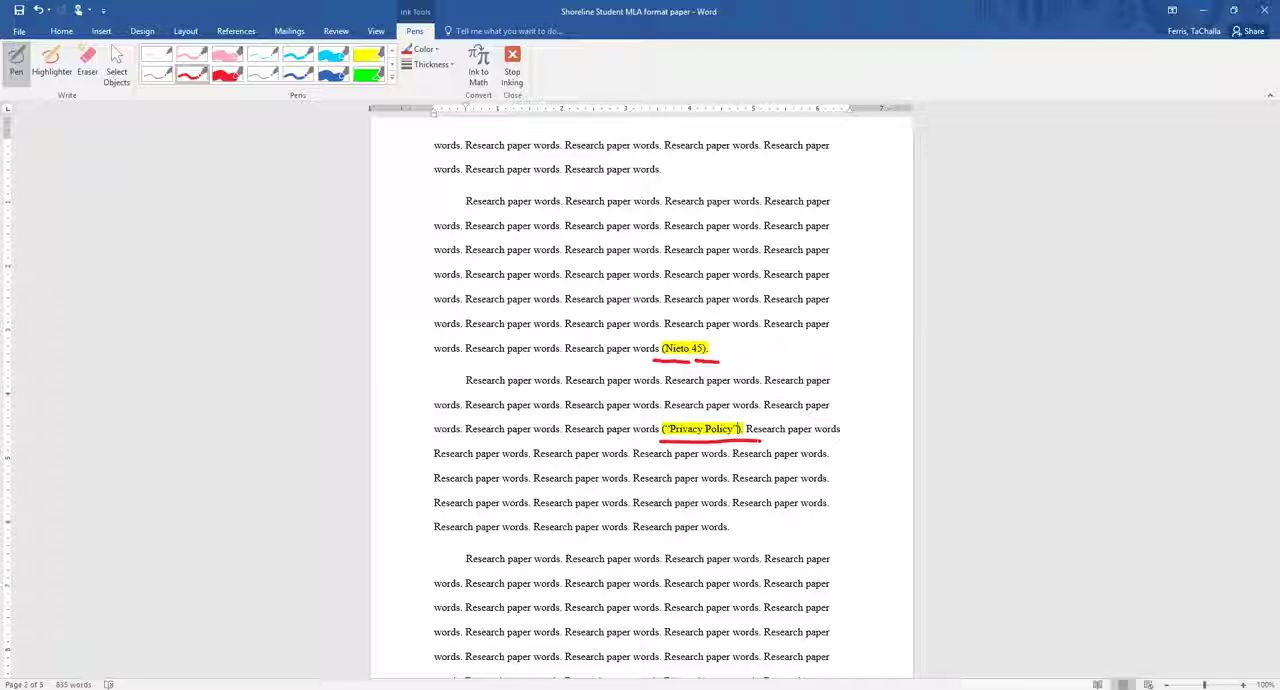 Ink Tools
Shoreline Student MLA format paper - Word
File Home Insert Design Layout References Mailings Review View Pens Tell me what you want to do... Ferris, TaChalla Share
Pen Highlighter Eraser Select Objects
Color
Thickness
Ink to Math
Stop Inking
Write Pens Convert Close
1 2 3 4 5 6 7
words. Research paper words. Research paper words. Research paper words. Research paper
words. Research paper words. Research paper words.
Research paper words. Research paper words. Research paper words. Research paper
words. Research paper words. Research paper words. Research paper words. Research paper
words. Research paper words. Research paper words. Research paper words. Research paper
words. Research paper words. Research paper words. Research paper words. Research paper
words. Research paper words. Research paper words. Research paper words. Research paper
words. Research paper words. Research paper words. Research paper words. Research paper
words. Research paper words. Research paper words (Nieto 45).
Research paper words. Research paper words. Research paper words. Research paper
words. Research paper words. Research paper words. Research paper words. Research paper
words. Research paper words. Research paper words (“Privacy Policy”). Research paper words
Research paper words. Research paper words. Research paper words. Research paper words.
Research paper words. Research paper words. Research paper words. Research paper words.
Research paper words. Research paper words. Research paper words. Research paper words.
Research paper words. Research paper words. Research paper words.
Research paper words. Research paper words. Research paper words. Research paper
words. Research paper words. Research paper words. Research paper words. Research paper
words. Research paper words. Research paper words. Research paper words. Research paper
words. Research paper words. Research paper words. Research paper words. Research paper
words. Research paper words. Research paper words. Research paper words. Research paper
Page 2 of 5 835 words 100%